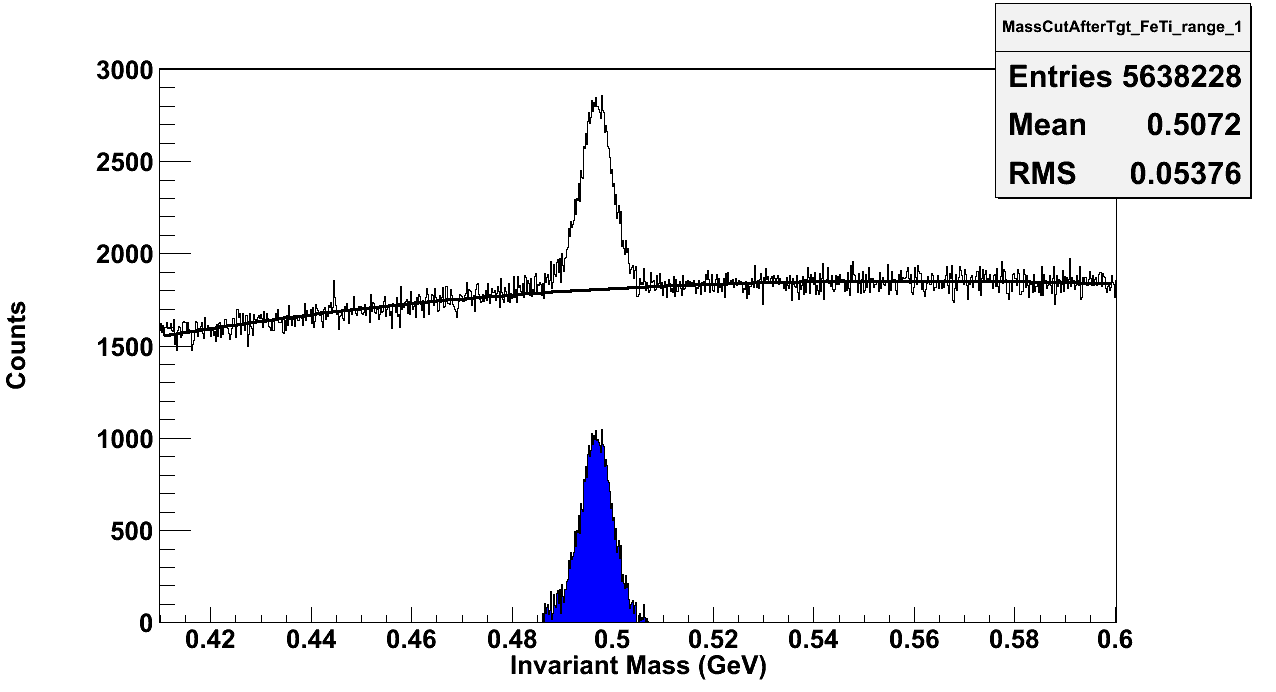 MassCutAfterTgt_FeTi_range_1
Entries 5638228
Mean 0.5072
RMS 0.05376
3000
2500
2000
1500
1000
500
0
Counts
0.42 0.44 0.46 0.48 0.5 0.52 0.54 0.56 0.58 0.6
Invariant Mass (GeV)